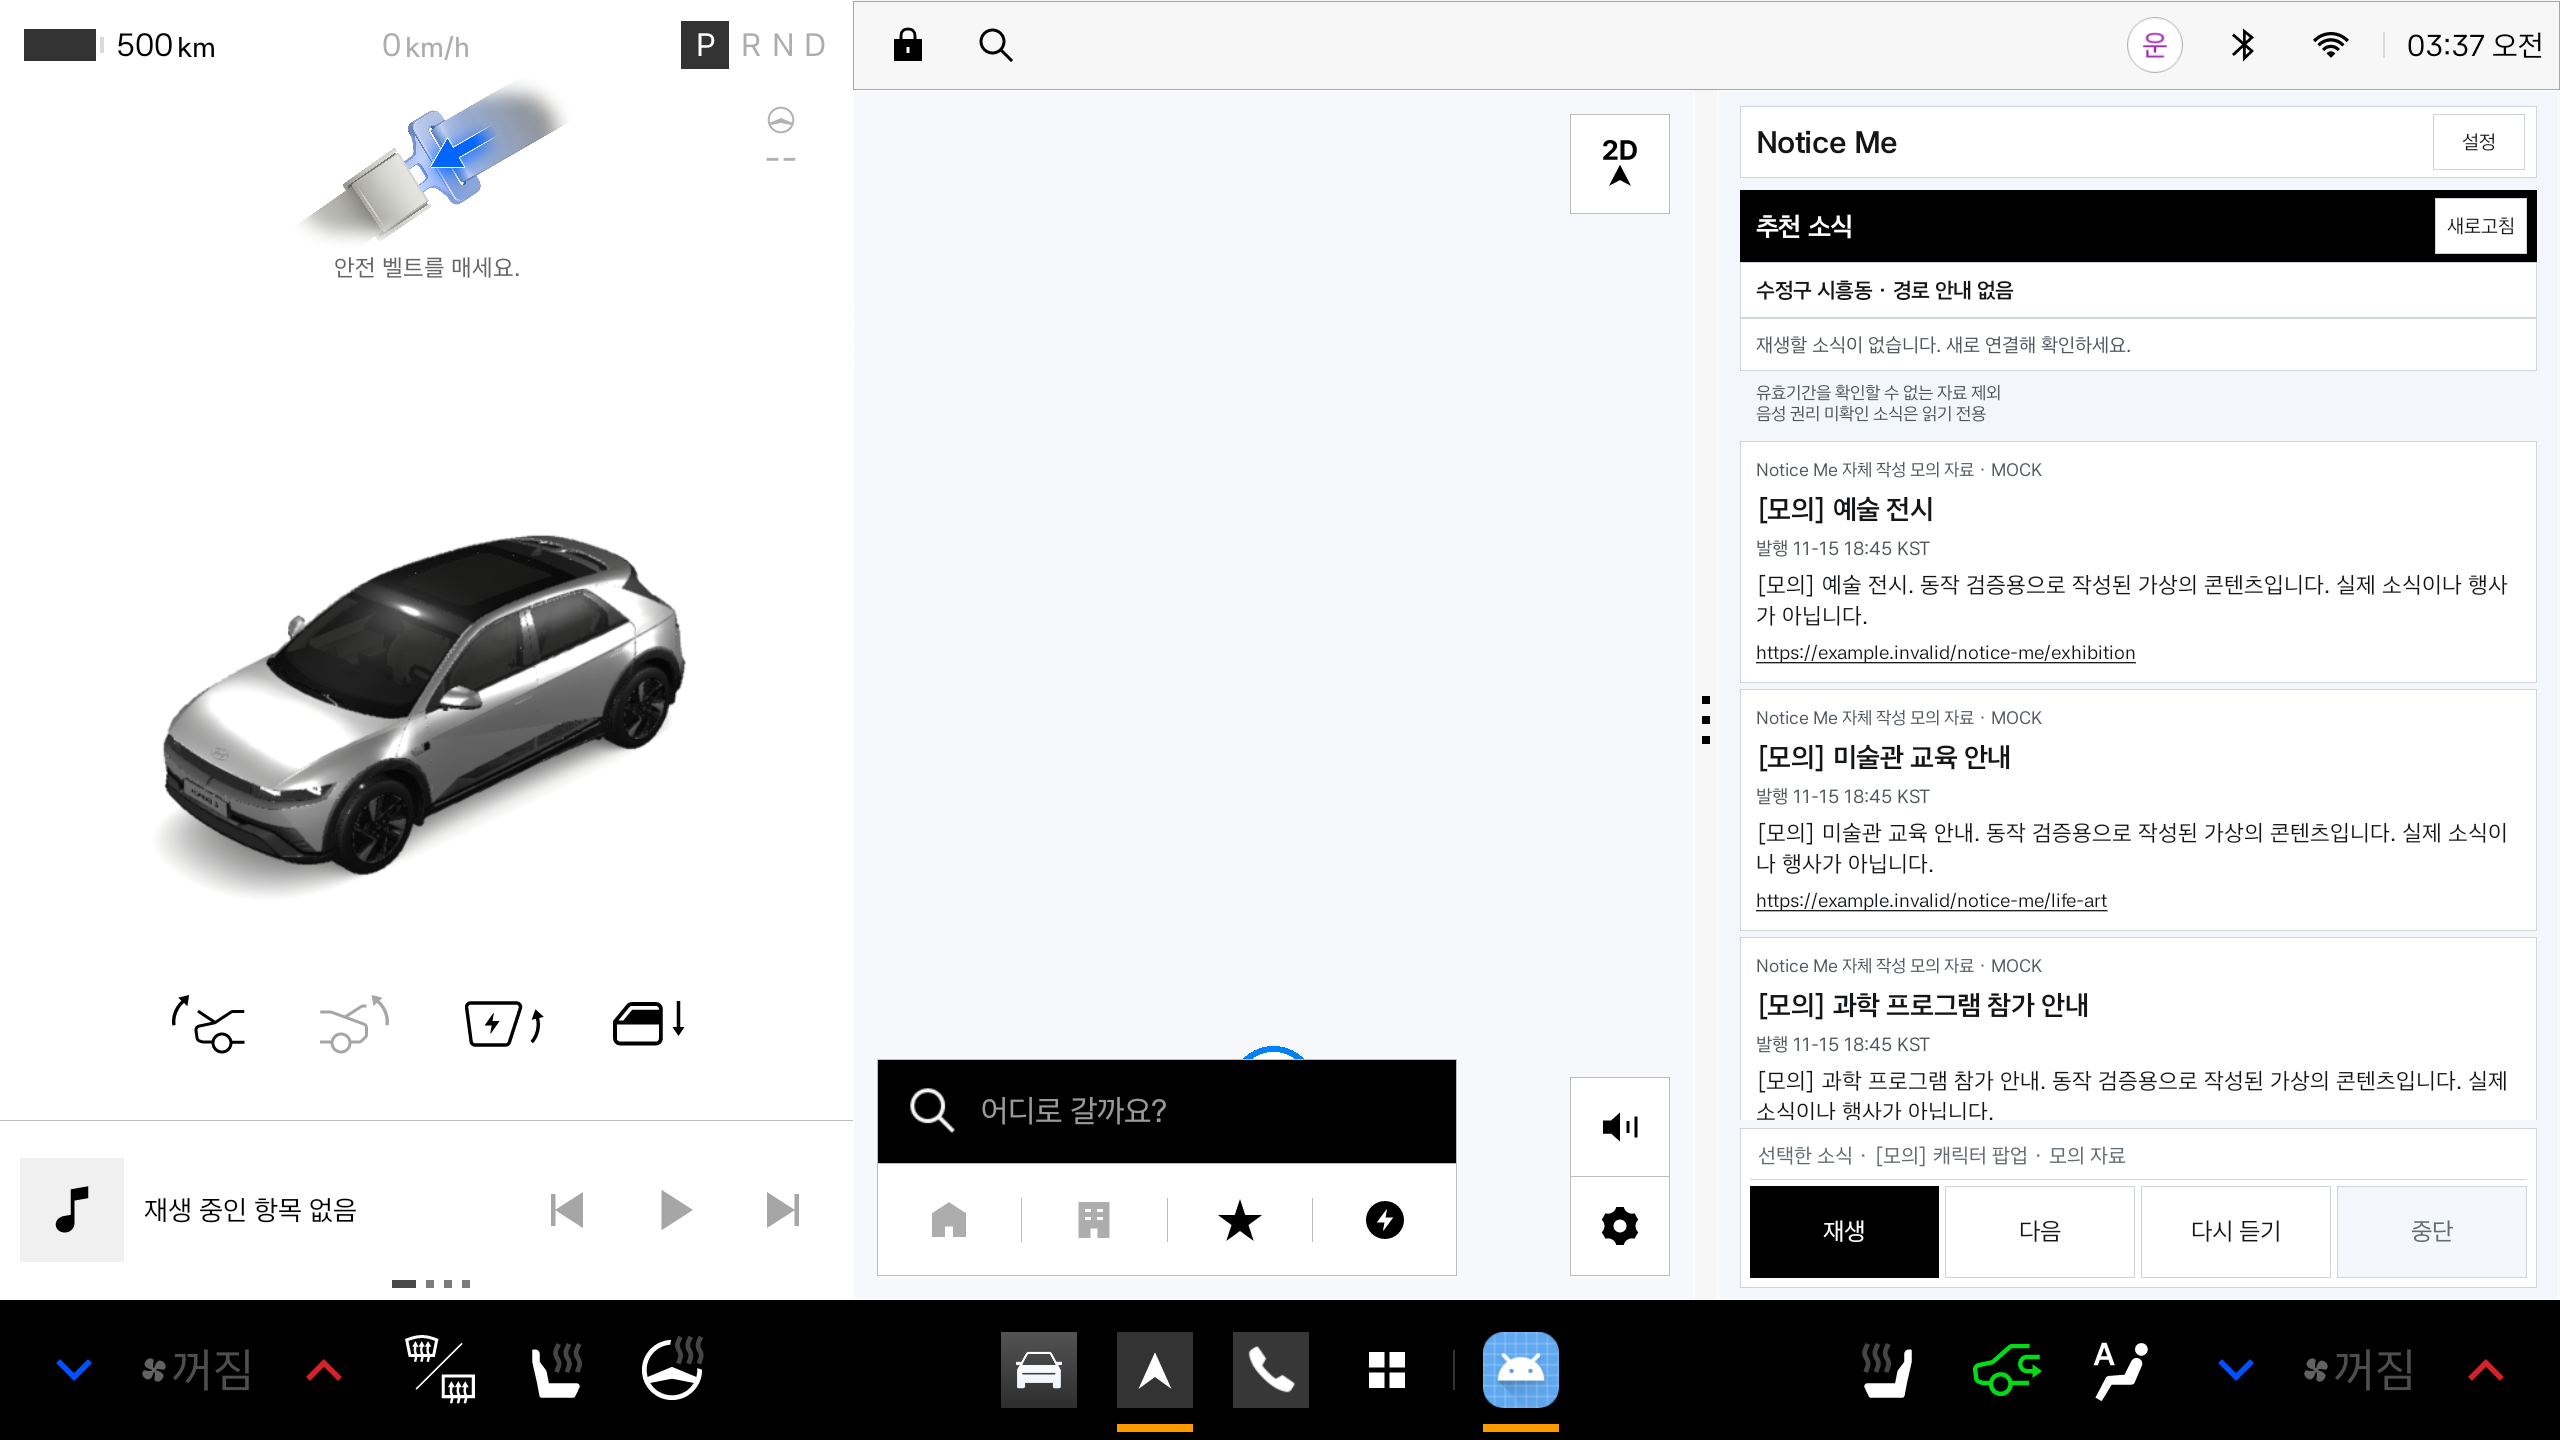 500 km
0 km/h
P R N D
운
03:37 오전
안전 벨트를 매세요.
재생 중인 항목 없음
2D
어디로 갈까요?
Notice Me
설정
추천 소식
새로고침
수정구 시흥동 · 경로 안내 없음
재생할 소식이 없습니다. 새로 연결해 확인하세요.
유효기간을 확인할 수 없는 자료 제외
음성 권리 미확인 소식은 읽기 전용
Notice Me 자체 작성 모의 자료 · MOCK
[모의] 예술 전시
발행 11-15 18:45 KST
[모의] 예술 전시. 동작 검증용으로 작성된 가상의 콘텐츠입니다. 실제 소식이나 행사
가 아닙니다.
https://example.invalid/notice-me/exhibition
Notice Me 자체 작성 모의 자료 · MOCK
[모의] 미술관 교육 안내
발행 11-15 18:45 KST
[모의] 미술관 교육 안내. 동작 검증용으로 작성된 가상의 콘텐츠입니다. 실제 소식이
나 행사가 아닙니다.
https://example.invalid/notice-me/life-art
Notice Me 자체 작성 모의 자료 · MOCK
[모의] 과학 프로그램 참가 안내
발행 11-15 18:45 KST
[모의] 과학 프로그램 참가 안내. 동작 검증용으로 작성된 가상의 콘텐츠입니다. 실제
소식이나 행사가 아닙니다.
선택한 소식 · [모의] 캐릭터 팝업 · 모의 자료
재생
다음
다시 듣기
중단
꺼짐
A
꺼짐